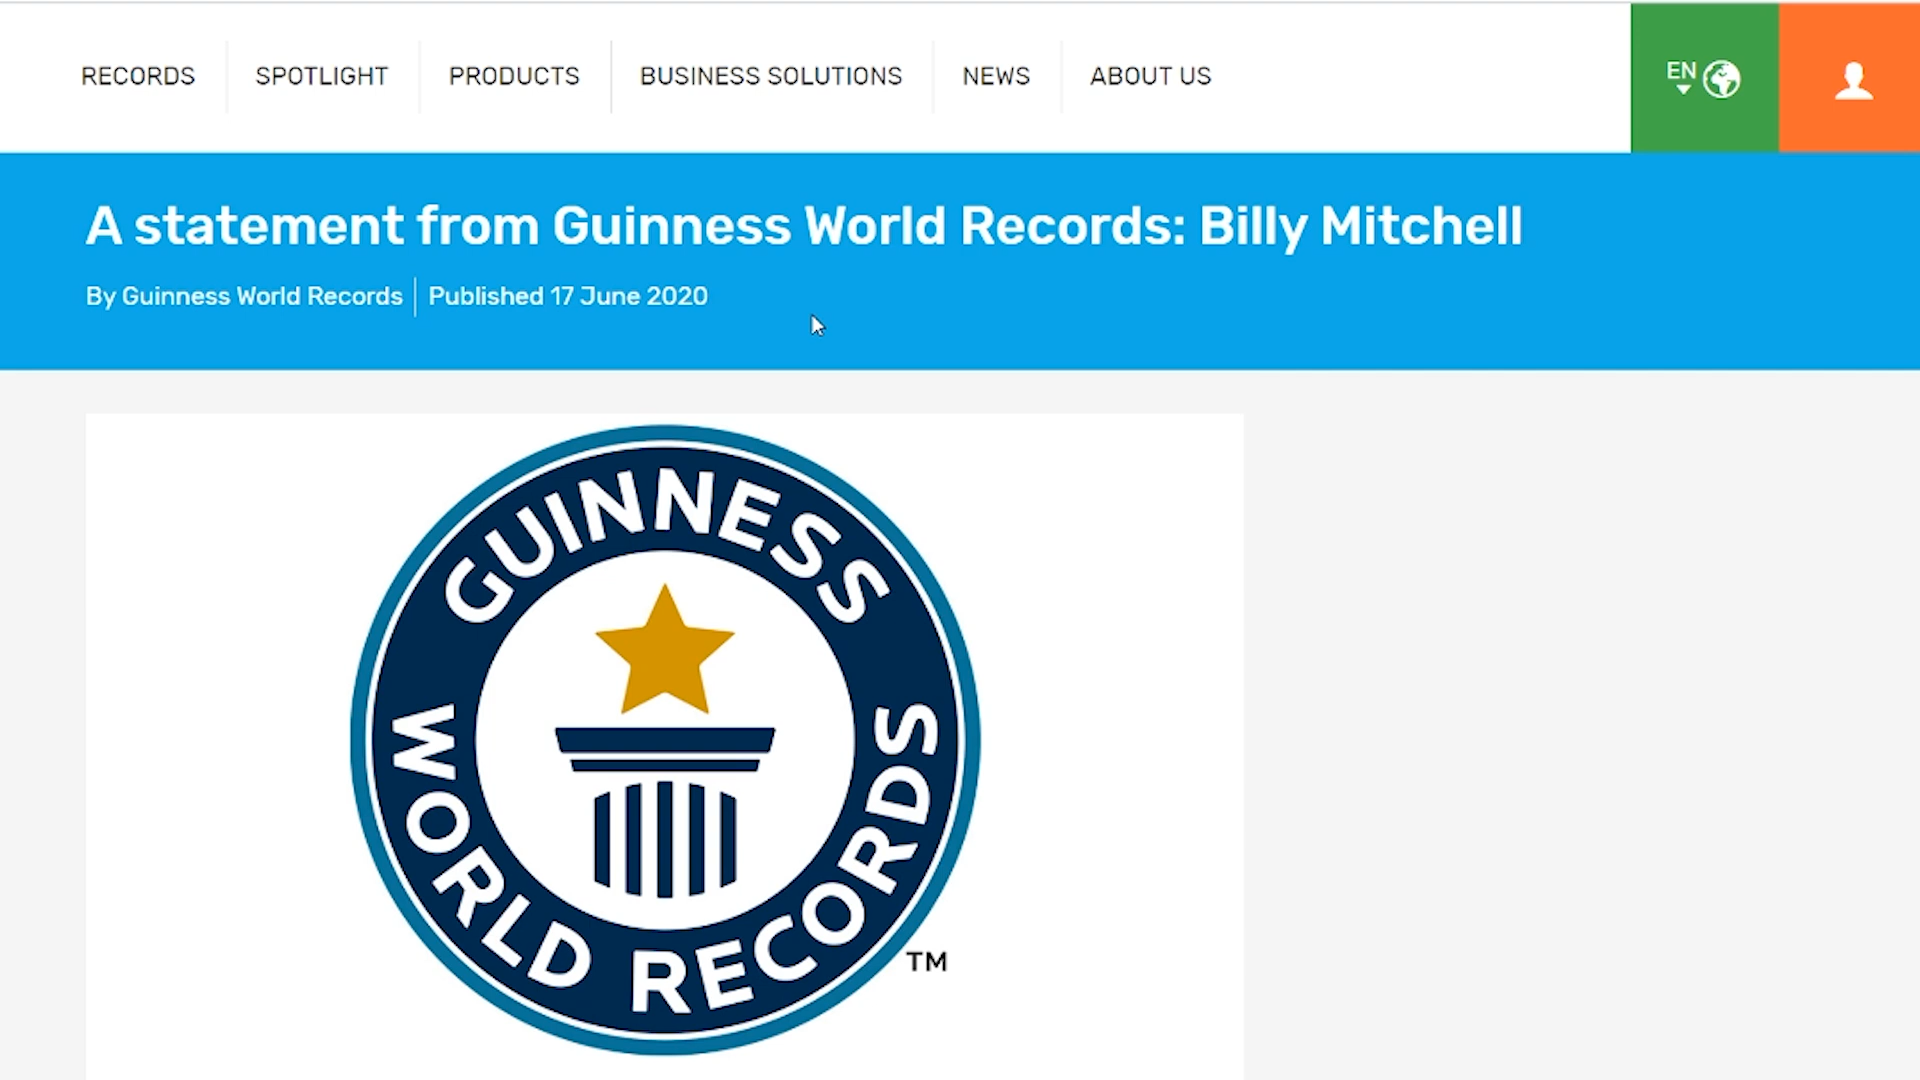 RECORDS SPOTLIGHT PRODUCTS BUSINESS SOLUTIONS NEWS ABOUT US EN
A statement from Guinness World Records: Billy Mitchell
By Guinness World Records Published 17 June 2020
GUINNESS
WORLD RECORDS
TM